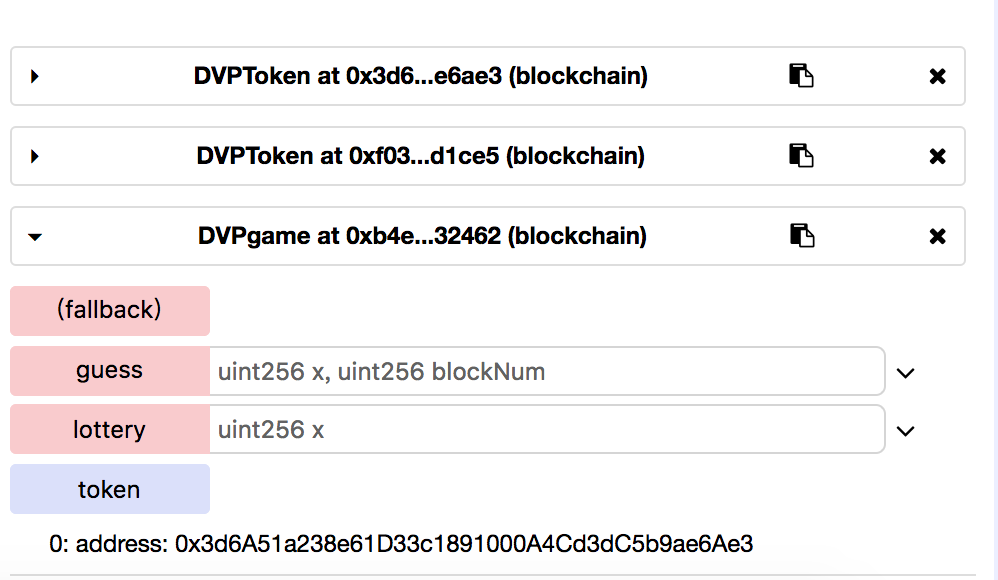 DVPToken at 0x3d6...e6ae3 (blockchain)
DVPToken at 0xf03...d1ce5 (blockchain)
DVPgame at 0xb4e...32462 (blockchain)
(fallback)
guess uint256 x, uint256 blockNum
lottery uint256 x
token
0: address: 0x3d6A51a238e61D33c1891000A4Cd3dC5b9ae6Ae3